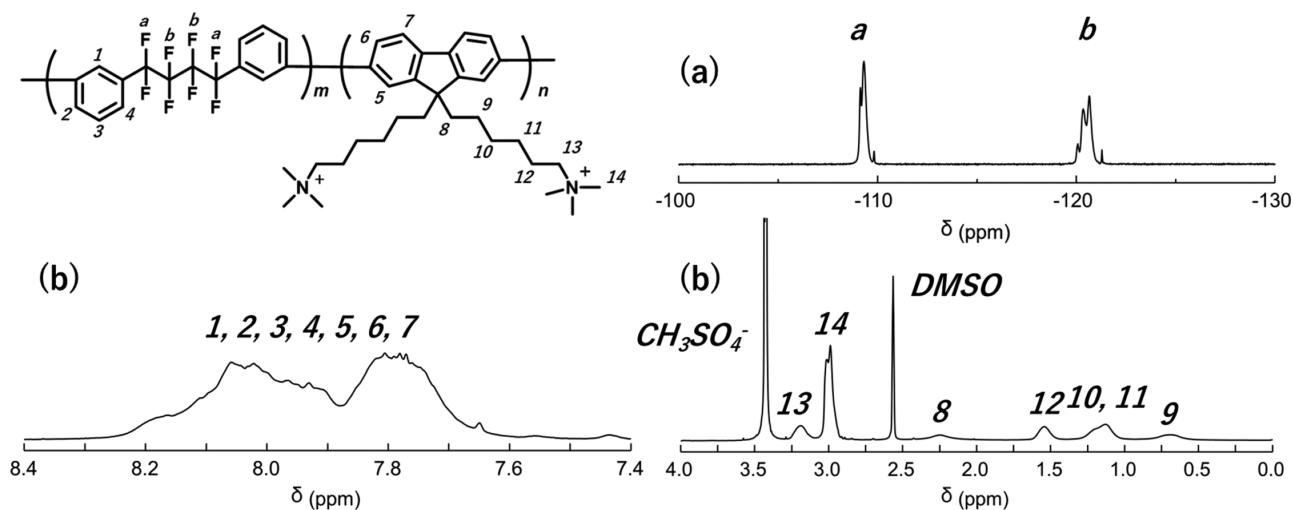 a b b a
F F F F
F F F F
1
2 3 4
m
7
6
5
n
8 9 10 11 12 13 14
N+
N+
(a)
a b
-100 -110 -120 -130
δ (ppm)
(b)
1, 2, 3, 4, 5, 6, 7
8.4 8.2 8.0 7.8 7.6 7.4
δ (ppm)
(b)
CH3SO4-
13 14
DMSO
8 12 10, 11 9
4.0 3.5 3.0 2.5 2.0 1.5 1.0 0.5 0.0
δ (ppm)